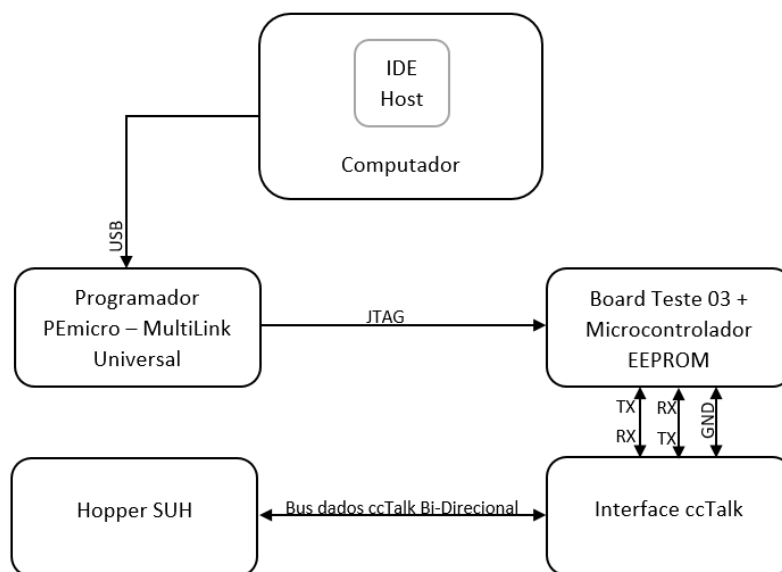 IDE
Host
Computador
USB
Programador
PEmicro – MultiLink
Universal
JTAG
Board Teste 03 +
Microcontrolador
EEPROM
TX
RX
RX
TX
GND
Hopper SUH
Bus dados ccTalk Bi-Direcional
Interface ccTalk